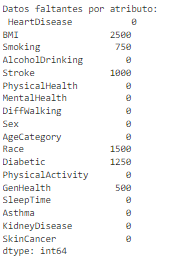 Datos faltantes por atributo:
HeartDisease 0
BMI 2500
Smoking 750
AlcoholDrinking 0
Stroke 1000
PhysicalHealth 0
MentalHealth 0
DiffWalking 0
Sex 0
AgeCategory 0
Race 1500
Diabetic 1250
PhysicalActivity 0
GenHealth 500
SleepTime 0
Asthma 0
KidneyDisease 0
SkinCancer 0
dtype: int64